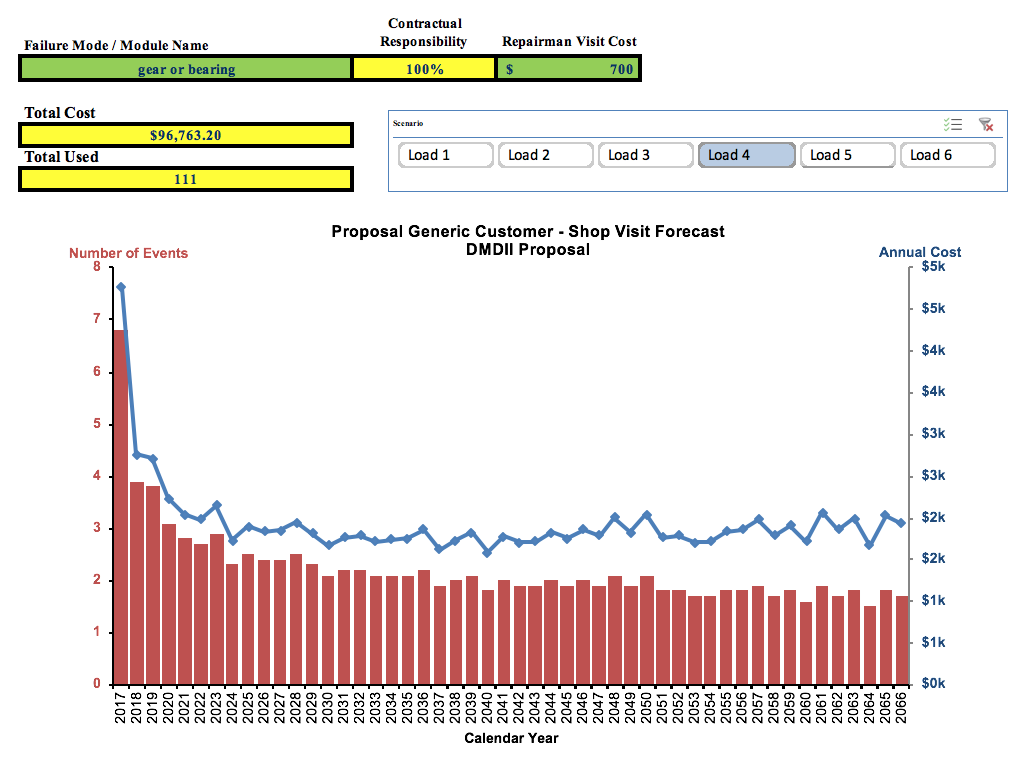 Contractual
Failure Mode / Module Name Responsibility Repairman Visit Cost
gear or bearing 100% $ 700
Total Cost
$96,763.20
Total Used
111
Scenario
Load 1 Load 2 Load 3 Load 4 Load 5 Load 6
Proposal Generic Customer - Shop Visit Forecast
DMDII Proposal
Number of Events Annual Cost
8 $5k
7 $5k
6 $4k
5 $4k
4 $3k
3 $3k
2 $2k
1 $2k
0 $1k
$1k
$0k
2017 2018 2019 2020 2021 2022 2023 2024 2025 2026 2027 2028 2029 2030 2031 2032 2033 2034 2035 2036 2037 2038 2039 2040 2041 2042 2043 2044 2045 2046 2047 2048 2049 2050 2051 2052 2053 2054 2055 2056 2057 2058 2059 2060 2061 2062 2063 2064 2065 2066
Calendar Year